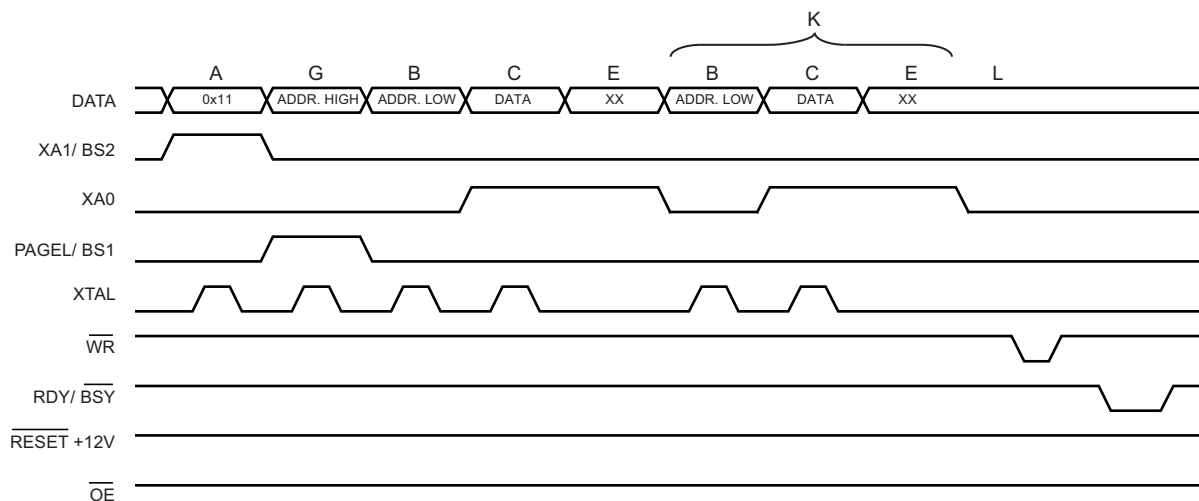 K
A G B C E B C E L
DATA 0x11 ADDR. HIGH ADDR. LOW DATA XX ADDR. LOW DATA XX
XA1/ BS2
XA0
PAGEL/ BS1
XTAL
WR
RDY/ BSY
RESET +12V
OE